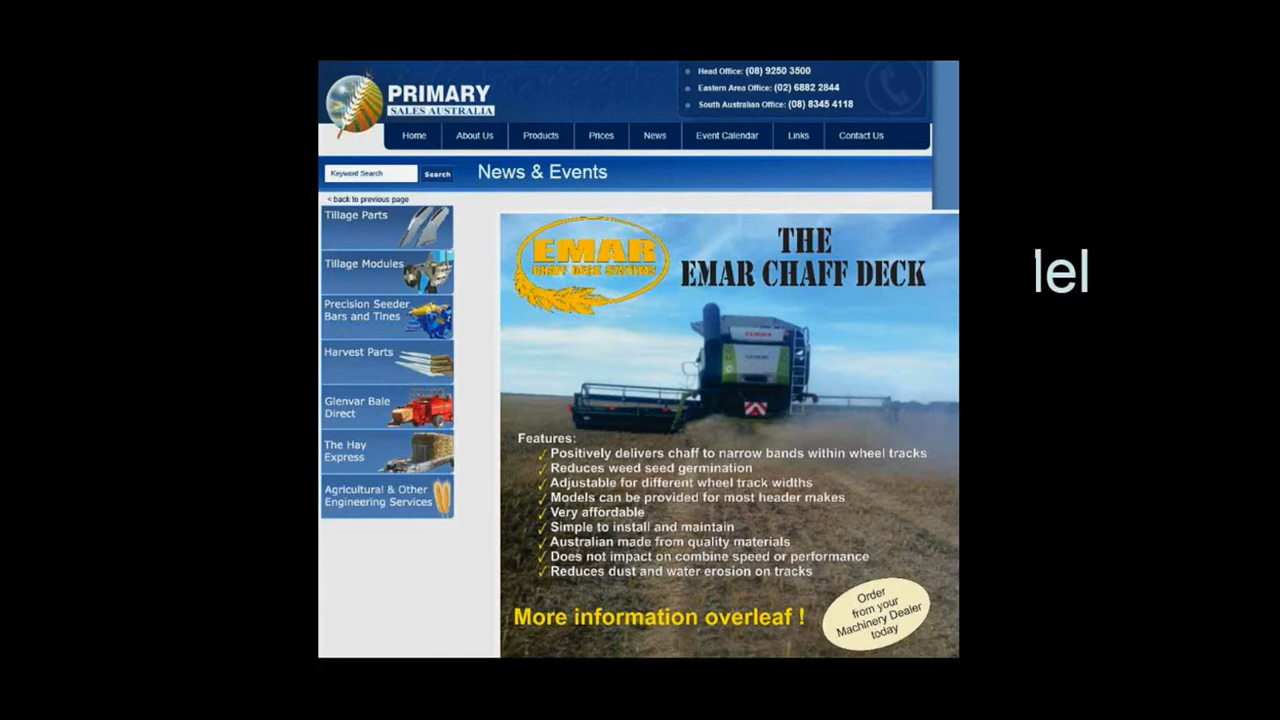 PRIMARY
SALES AUSTRALIA
Head Office: (08) 9250 3500
Eastern Area Office: (02) 6882 2844
South Australian Office: (08) 8345 4118
Home
About Us
Products
Prices
News
Event Calendar
Links
Contact Us
Keyword Search
Search
News & Events
< back to previous page
Tillage Parts
Tillage Modules
Precision Seeder
Bars and Tines
Harvest Parts
Glenvar Bale
Direct
The Hay
Express
Agricultural & Other
Engineering Services
EMAR
CHAFF DECK SYSTEMS
THE
EMAR CHAFF DECK
CLAAS
Features:
✓ Positively delivers chaff to narrow bands within wheel tracks
✓ Reduces weed seed germination
✓ Adjustable for different wheel track widths
✓ Models can be provided for most header makes
✓ Very affordable
✓ Simple to install and maintain
✓ Australian made from quality materials
✓ Does not impact on combine speed or performance
✓ Reduces dust and water erosion on tracks
More information overleaf !
Order
from your
Machinery Dealer
today
lel